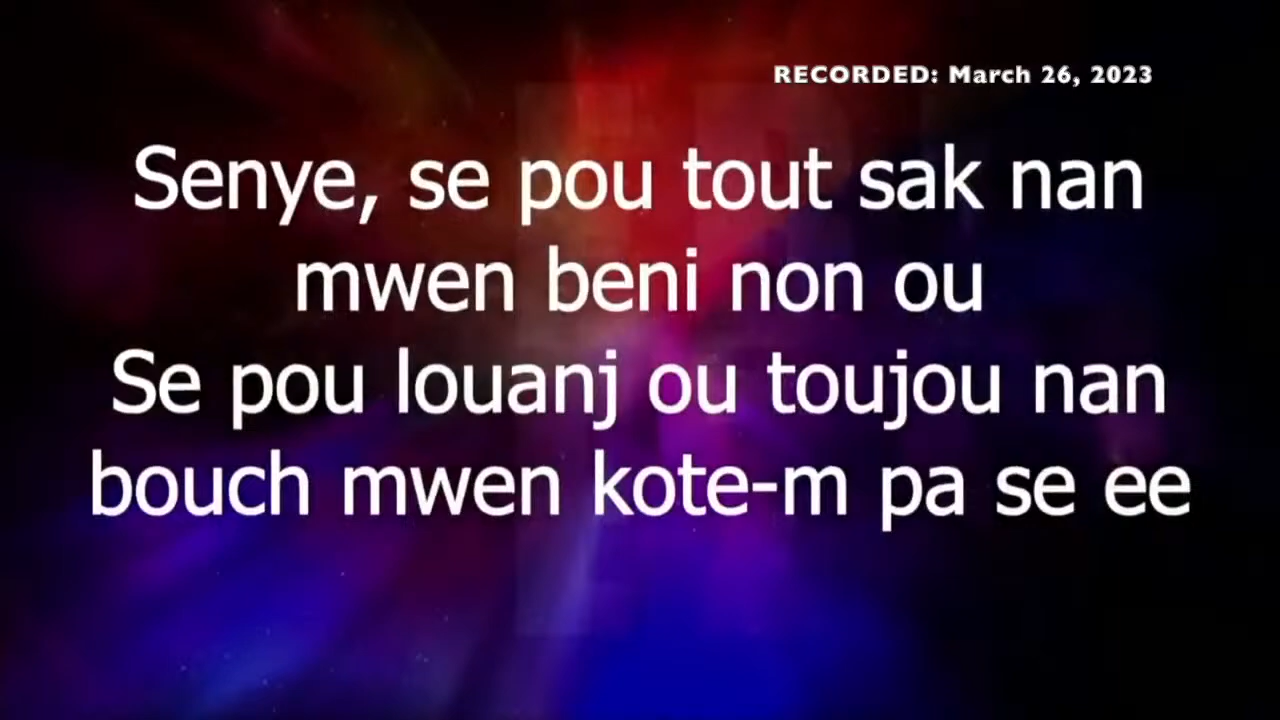 RECORDED: March 26, 2023
Senye, se pou tout sak nan
mwen beni non ou
Se pou louanj ou toujou nan
bouch mwen kote-m pa se ee